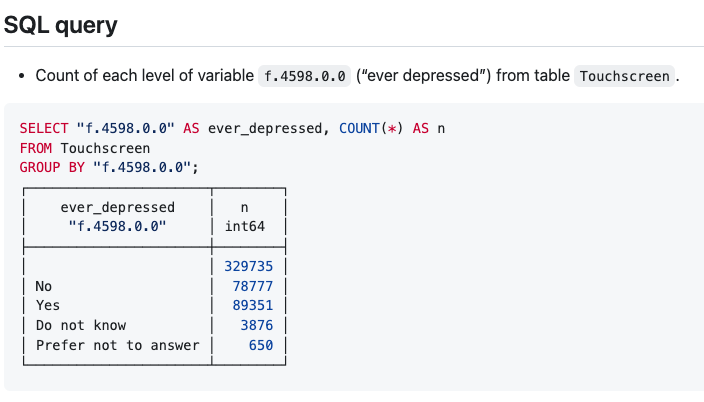 SQL query
• Count of each level of variable f.4598.0.0 (“ever depressed”) from table Touchscreen.
SELECT "f.4598.0.0" AS ever_depressed, COUNT(*) AS n
FROM Touchscreen
GROUP BY "f.4598.0.0";
ever_depressed n
"f.4598.0.0" int64
329735
No 78777
Yes 89351
Do not know 3876
Prefer not to answer 650